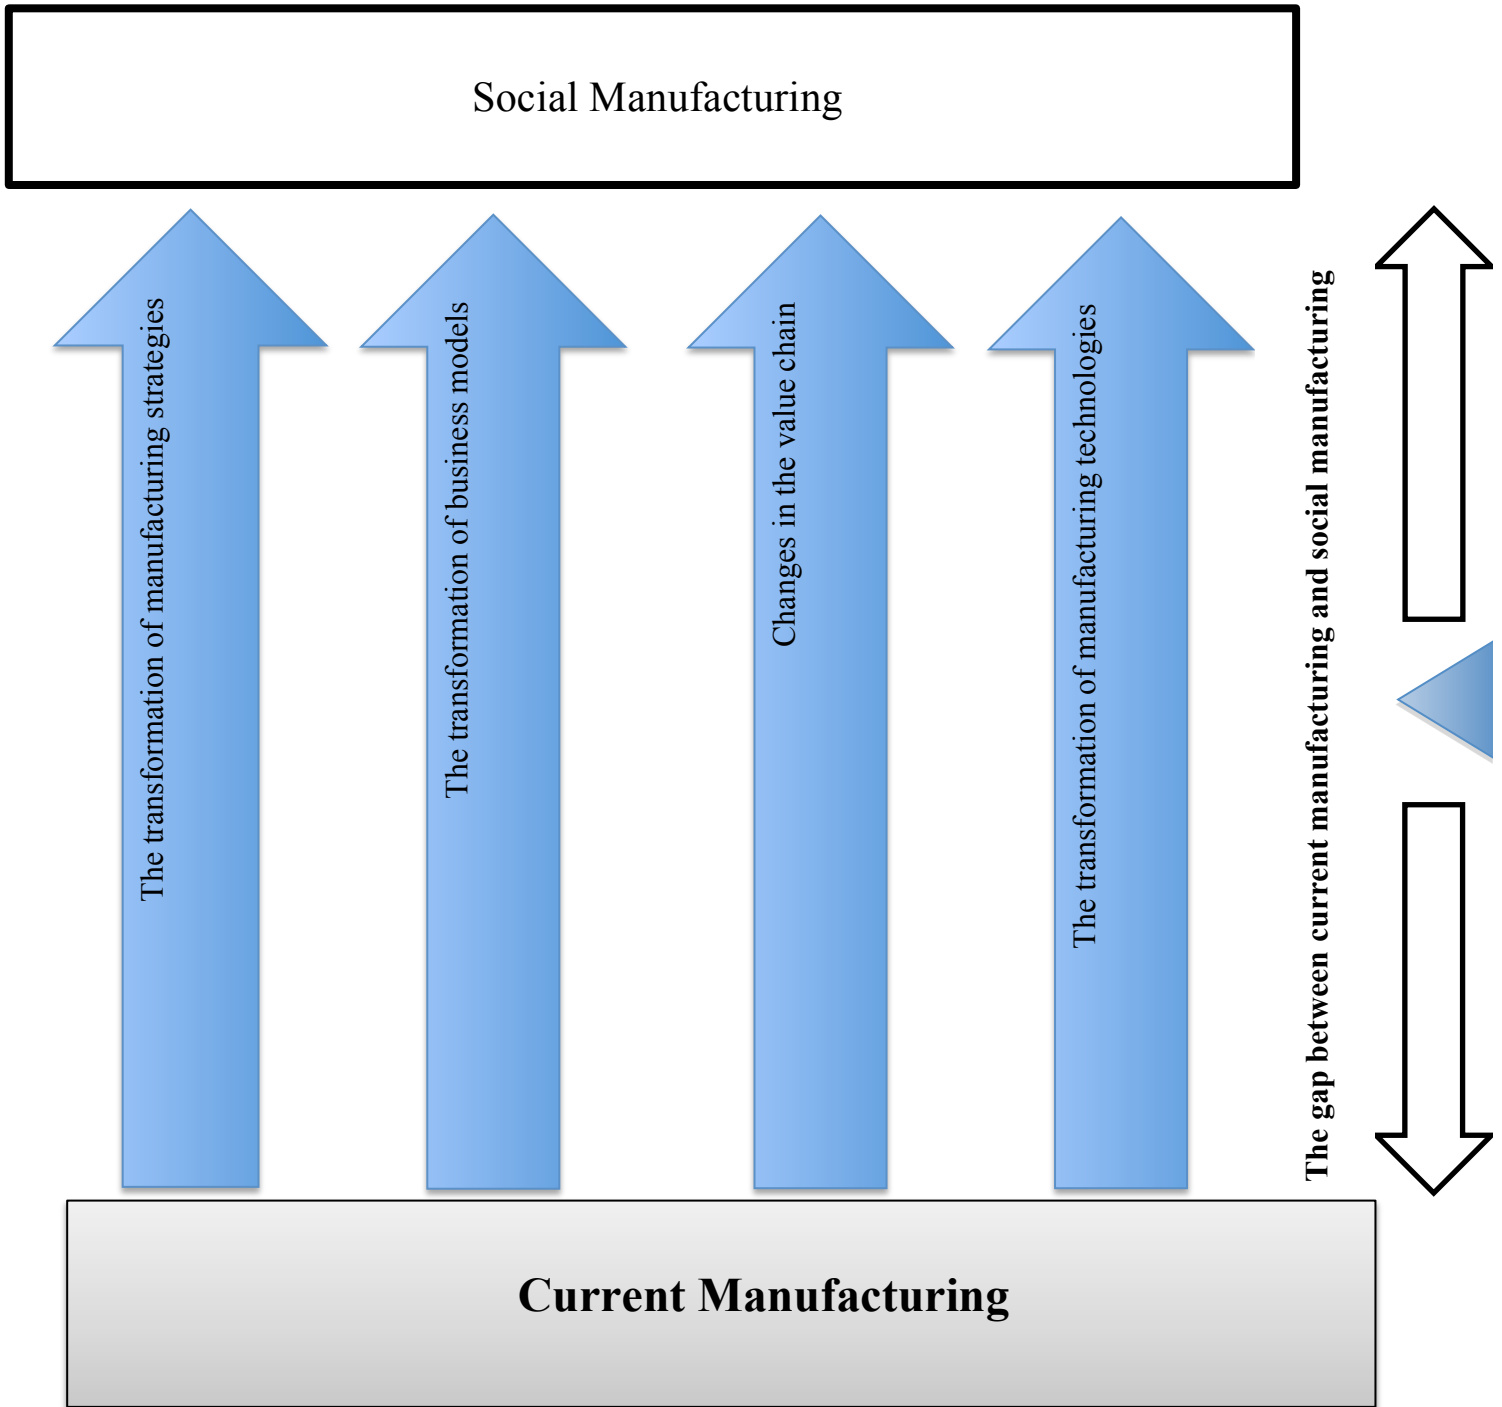 Social Manufacturing
The transformation of manufacturing strategies
The transformation of business models
Changes in the value chain
The transformation of manufacturing technologies
The gap between current manufacturing and social manufacturing
Current Manufacturing